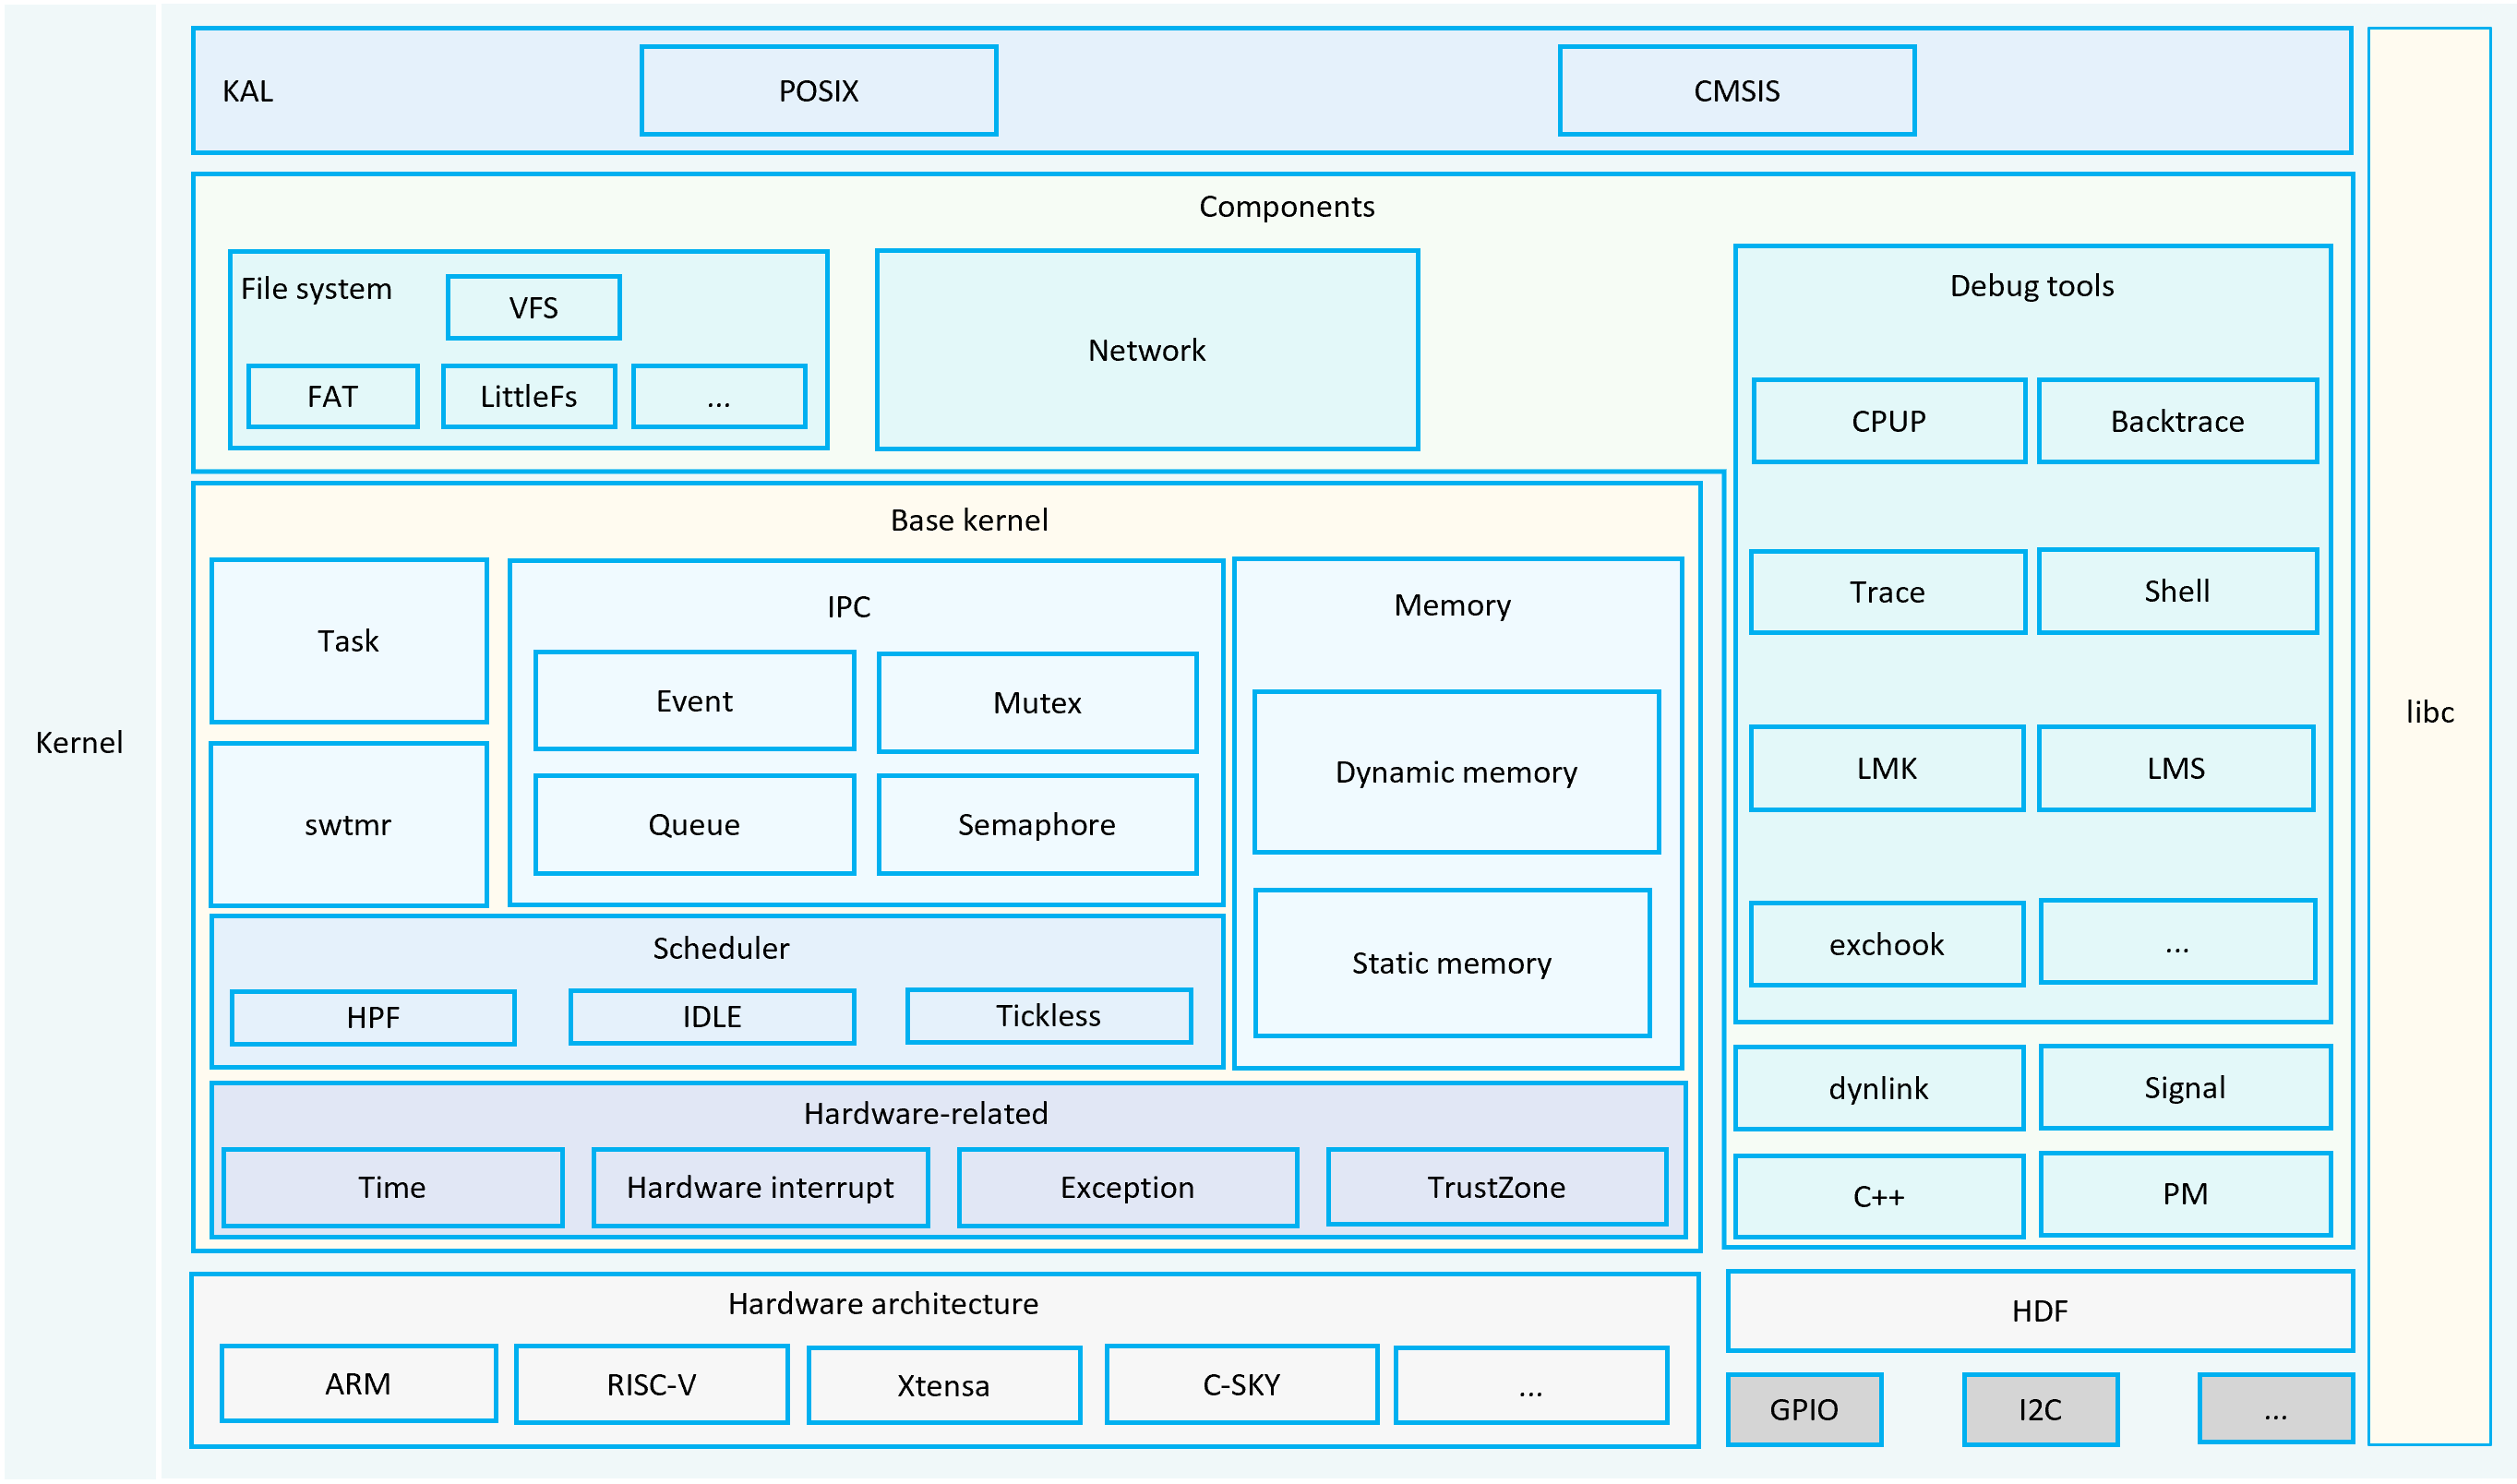 Kernel
KAL
POSIX
CMSIS
Components
File system
VFS
FAT
LittleFs
...
Network
Debug tools
CPUP
Backtrace
Trace
Shell
LMK
LMS
exchook
...
dynlink
Signal
C++
PM
Base kernel
Task
swtmr
IPC
Event
Mutex
Queue
Semaphore
Memory
Dynamic memory
Static memory
Scheduler
HPF
IDLE
Tickless
Hardware-related
Time
Hardware interrupt
Exception
TrustZone
Hardware architecture
ARM
RISC-V
Xtensa
C-SKY
...
HDF
GPIO
I2C
...
libc